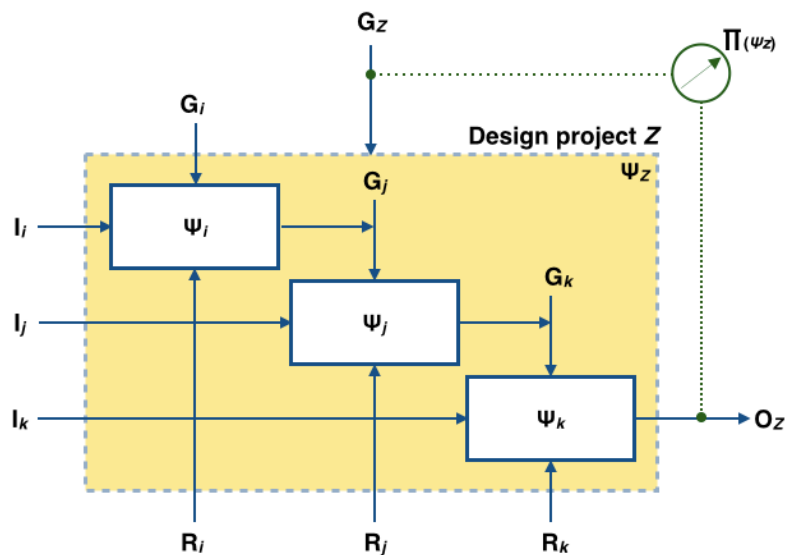 G_Z
Π(ψz)
G_i
Design project Z
Ψ_Z
G_j
I_i
Ψ_i
G_k
I_j
Ψ_j
I_k
Ψ_k
O_Z
R_i
R_j
R_k